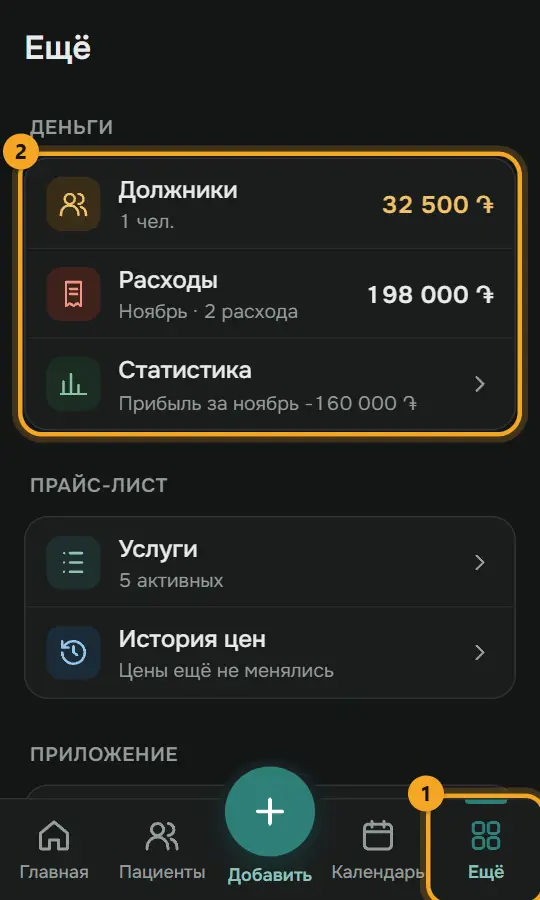 Ещё
ДЕНЬГИ
2
Должники
32 500 ֏
1 чел.
Расходы
198 000 ֏
Ноябрь · 2 расхода
Статистика
Прибыль за ноябрь -160 000 ֏
ПРАЙС-ЛИСТ
Услуги
5 активных
История цен
Цены ещё не менялись
ПРИЛОЖЕНИЕ
1
Главная
Пациенты
Добавить
Календарь
Ещё